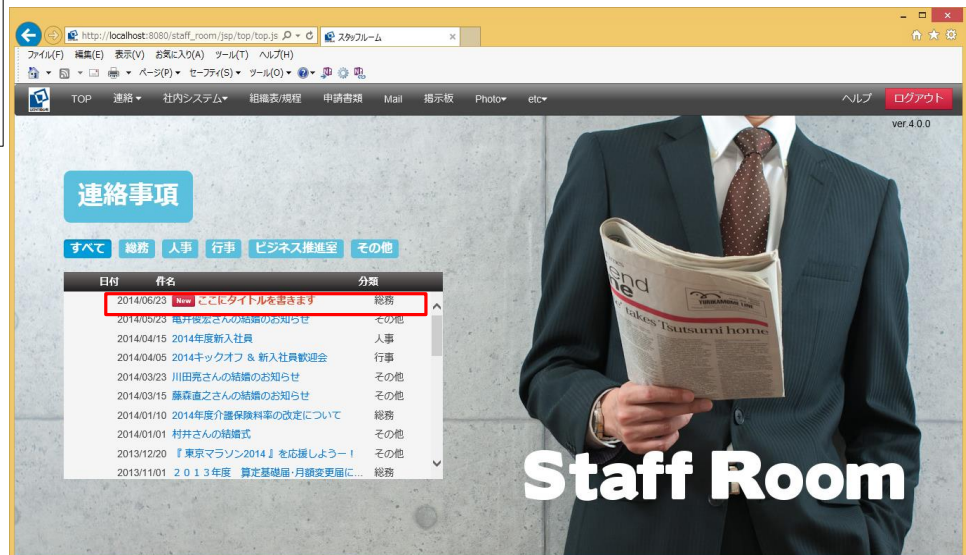 http://localhost:8080/staff_room/jsp/top/top.js
スタッフルーム
ファイル(F) 編集(E) 表示(V) お気に入り(A) ツール(T) ヘルプ(H)
ページ(P) セーフティ(S) ツール(O)
TOP 連絡 社内システム 組織表/規程 申請書類 Mail 掲示板 Photo etc ヘルプ ログアウト
ver.4.0.0
連絡事項
すべて 総務 人事 行事 ビジネス推進室 その他
日付 件名 分類
2014/06/23 New ここにタイトルを書きます 総務
2014/05/23 亀井俊宏さんの結婚のお知らせ その他
2014/04/15 2014年度新入社員 人事
2014/04/05 2014キックオフ & 新入社員歓迎会 行事
2014/03/23 川田亮さんの結婚のお知らせ その他
2014/03/15 藤森直之さんの結婚のお知らせ その他
2014/01/10 2014年度介護保険料率の改定について 総務
2014/01/01 村井さんの結婚式 その他
2013/12/20 『東京マラソン2014』を応援しようー！ その他
2013/11/01 ２０１３年度 算定基礎届・月額変更届に... 総務
end
takes Tsutsumi home
Staff Room